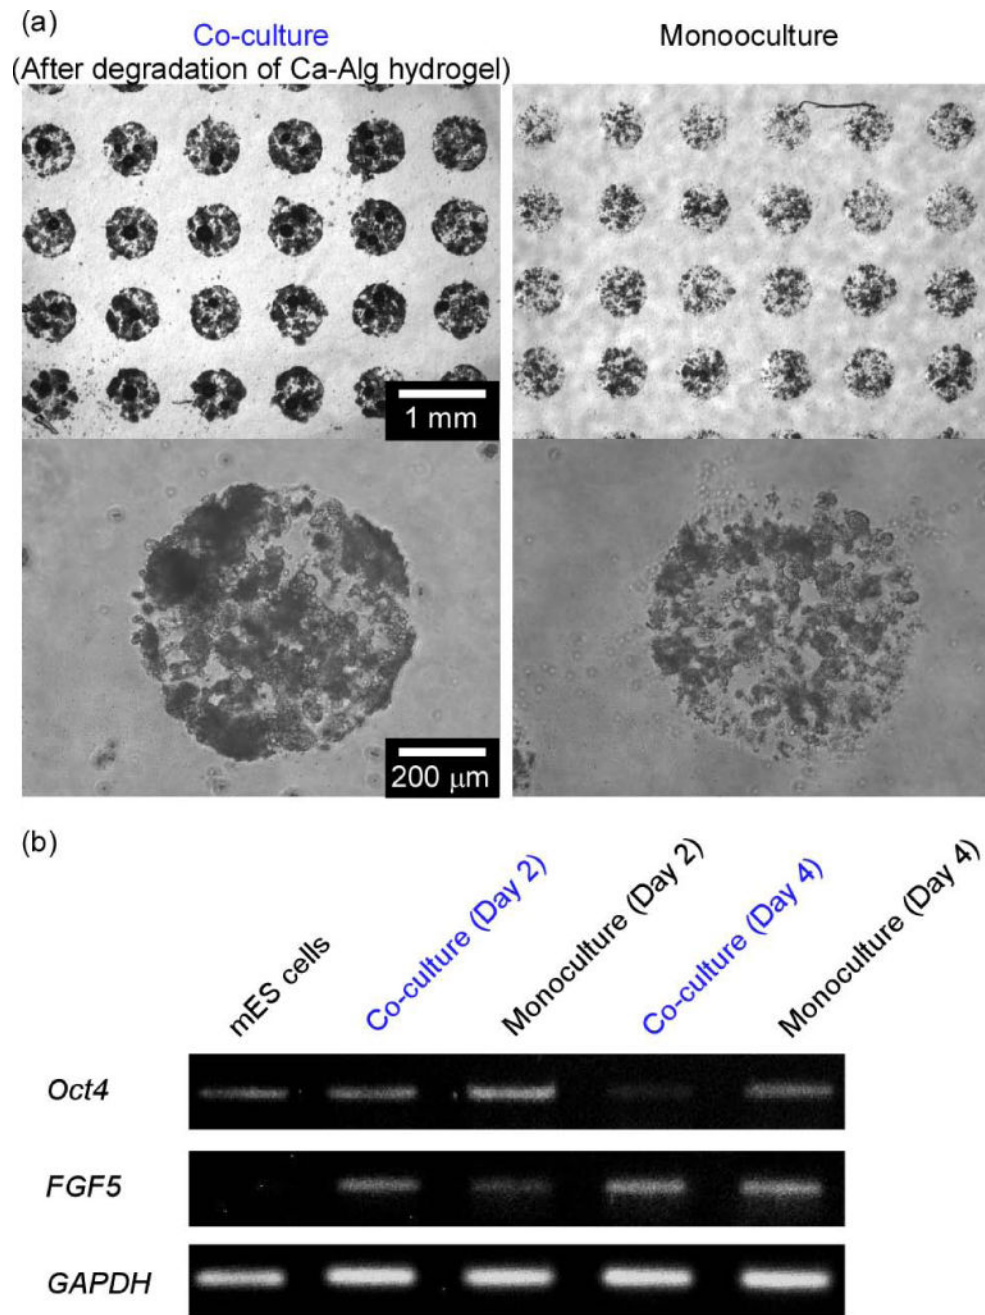 (a)
Co-culture
(After degradation of Ca-Alg hydrogel)
Monooculture
1 mm
200 μm
(b)
mES cells
Co-culture (Day 2)
Monoculture (Day 2)
Co-culture (Day 4)
Monoculture (Day 4)
Oct4
FGF5
GAPDH